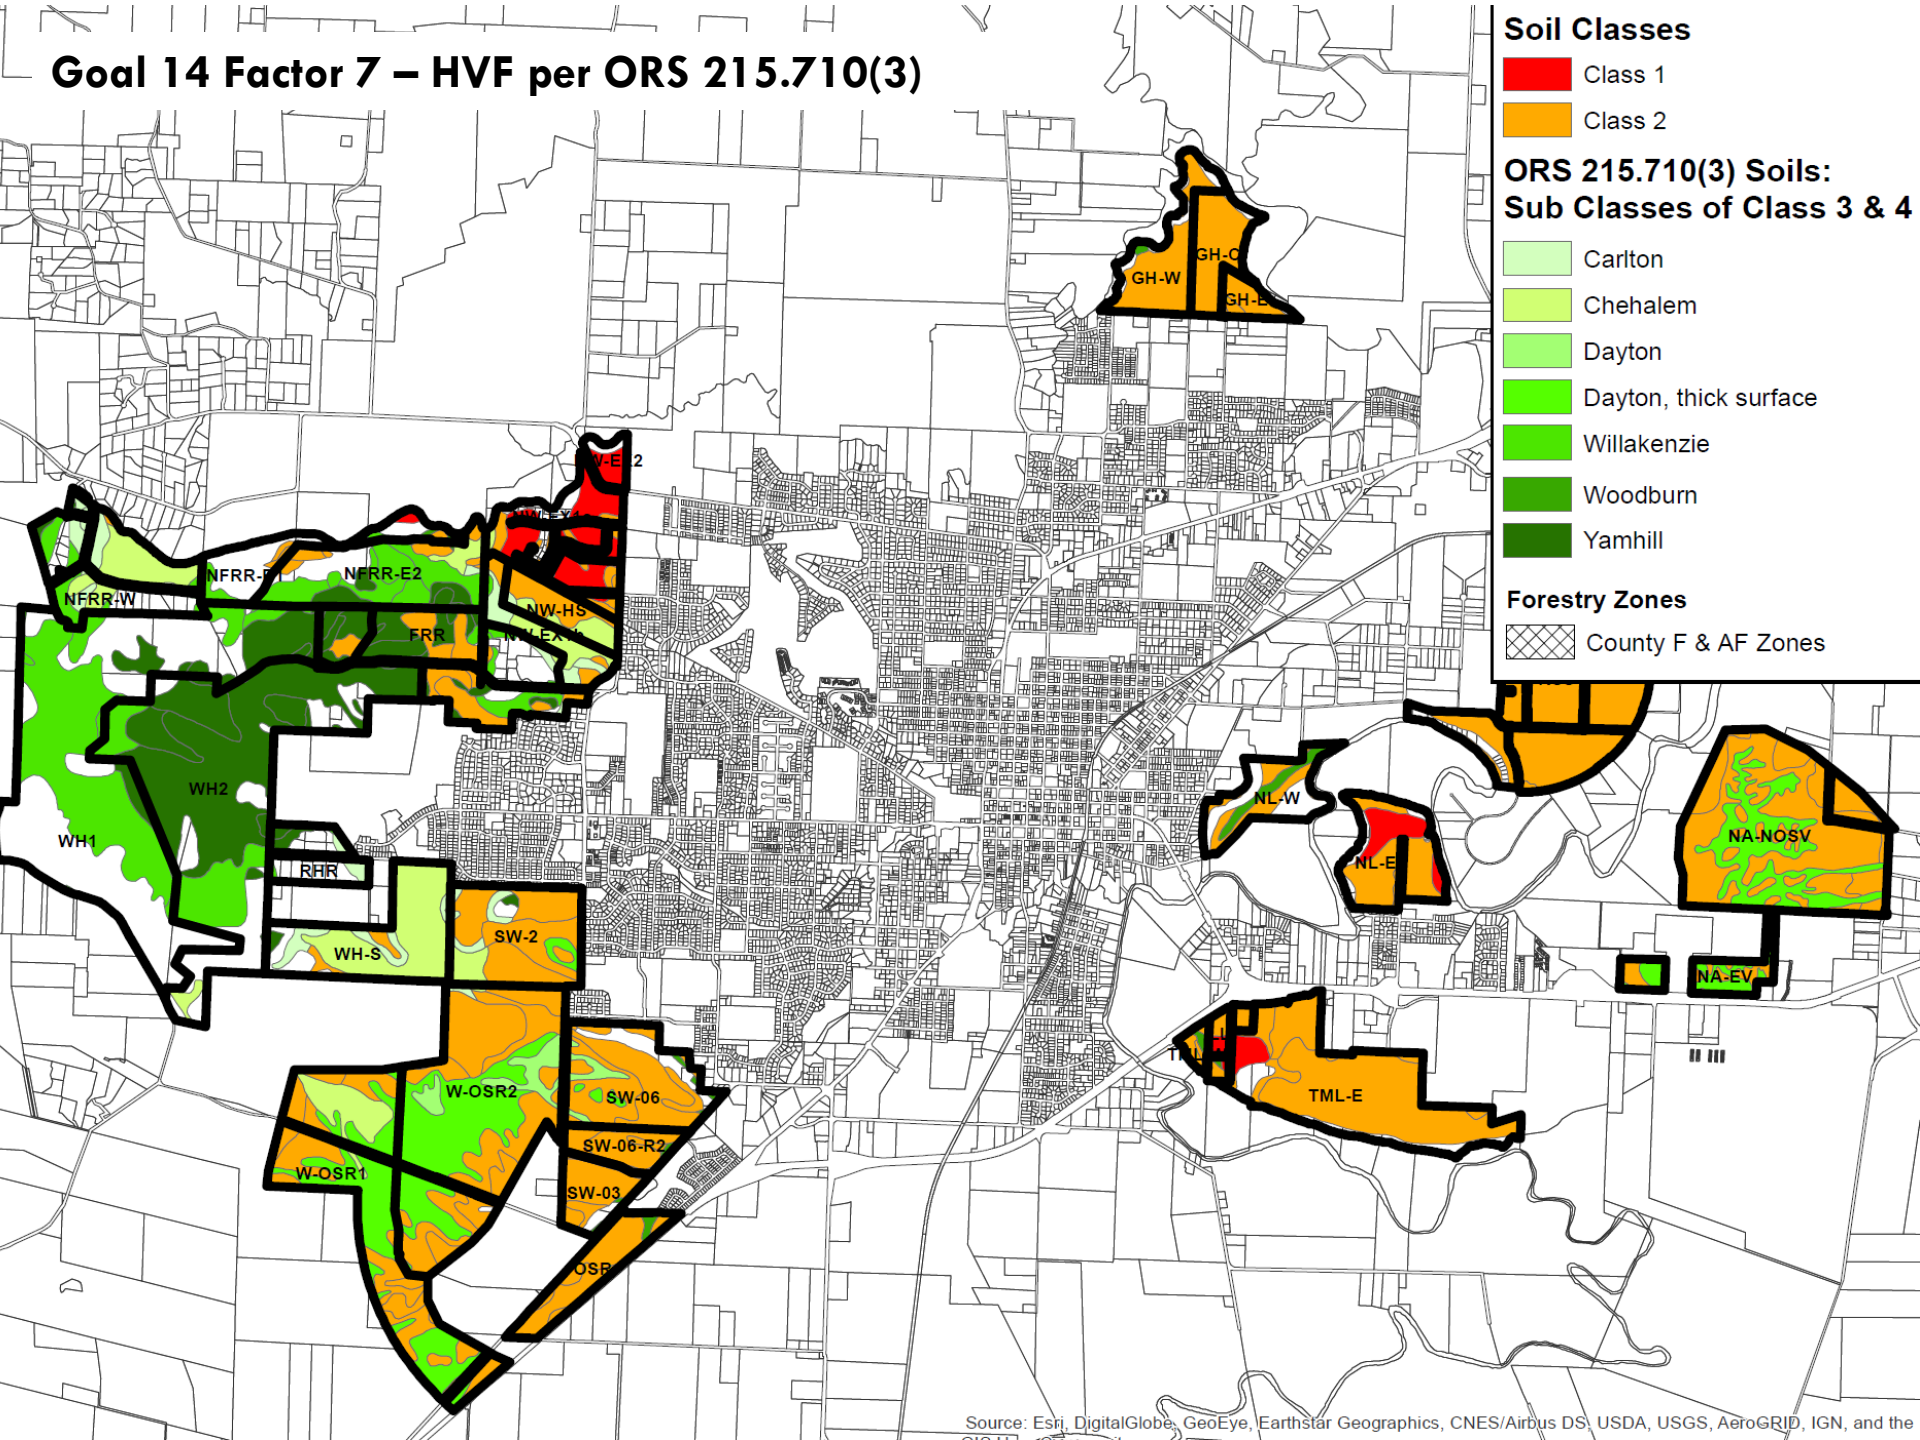 Goal 14 Factor 7 – HVF per ORS 215.710(3)
Soil Classes
Class 1
Class 2
ORS 215.710(3) Soils:
Sub Classes of Class 3 & 4
Carlton
Chehalem
Dayton
Dayton, thick surface
Willakenzie
Woodburn
Yamhill
Forestry Zones
County F & AF Zones
GH-W
GH-E
NFRR-W
NFRR-E2
FRR
NW-HS
WH1
WH2
RHR
WH-S
SW-2
W-OSR2
W-OSR1
SW-06
SW-06-R2
SW-03
OSR
NL-W
NL-E
NA-NOSV
NA-EV
TML-E
Source: Esri, DigitalGlobe, GeoEye, Earthstar Geographics, CNES/Airbus DS, USDA, USGS, AeroGRID, IGN, and the